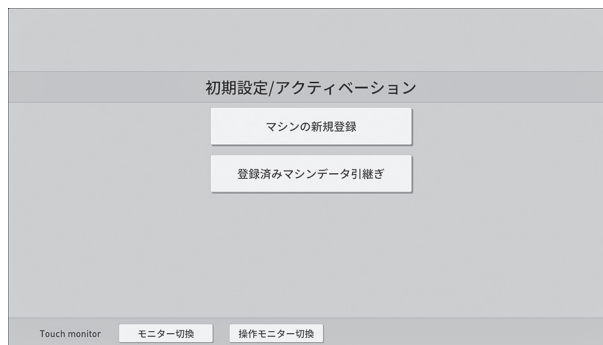 初期設定/アクティベーション
マシンの新規登録
登録済みマシンデータ引継ぎ
Touch monitor モニター切換 操作モニター切換